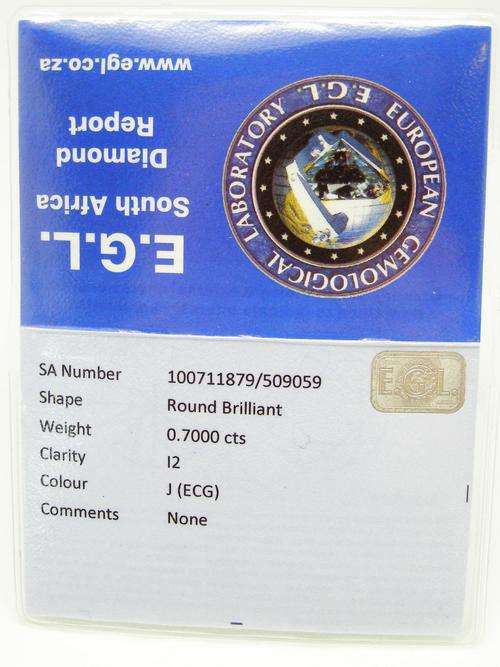 E.G.L.
South Africa
Diamond
Report
www.egl.co.za
E.G.L. EUROPEAN GEMOLOGICAL LABORATORY
E.G.L.
SA Number 100711879/509059
Shape Round Brilliant
Weight 0.7000 cts
Clarity I2
Colour J (ECG)
Comments None